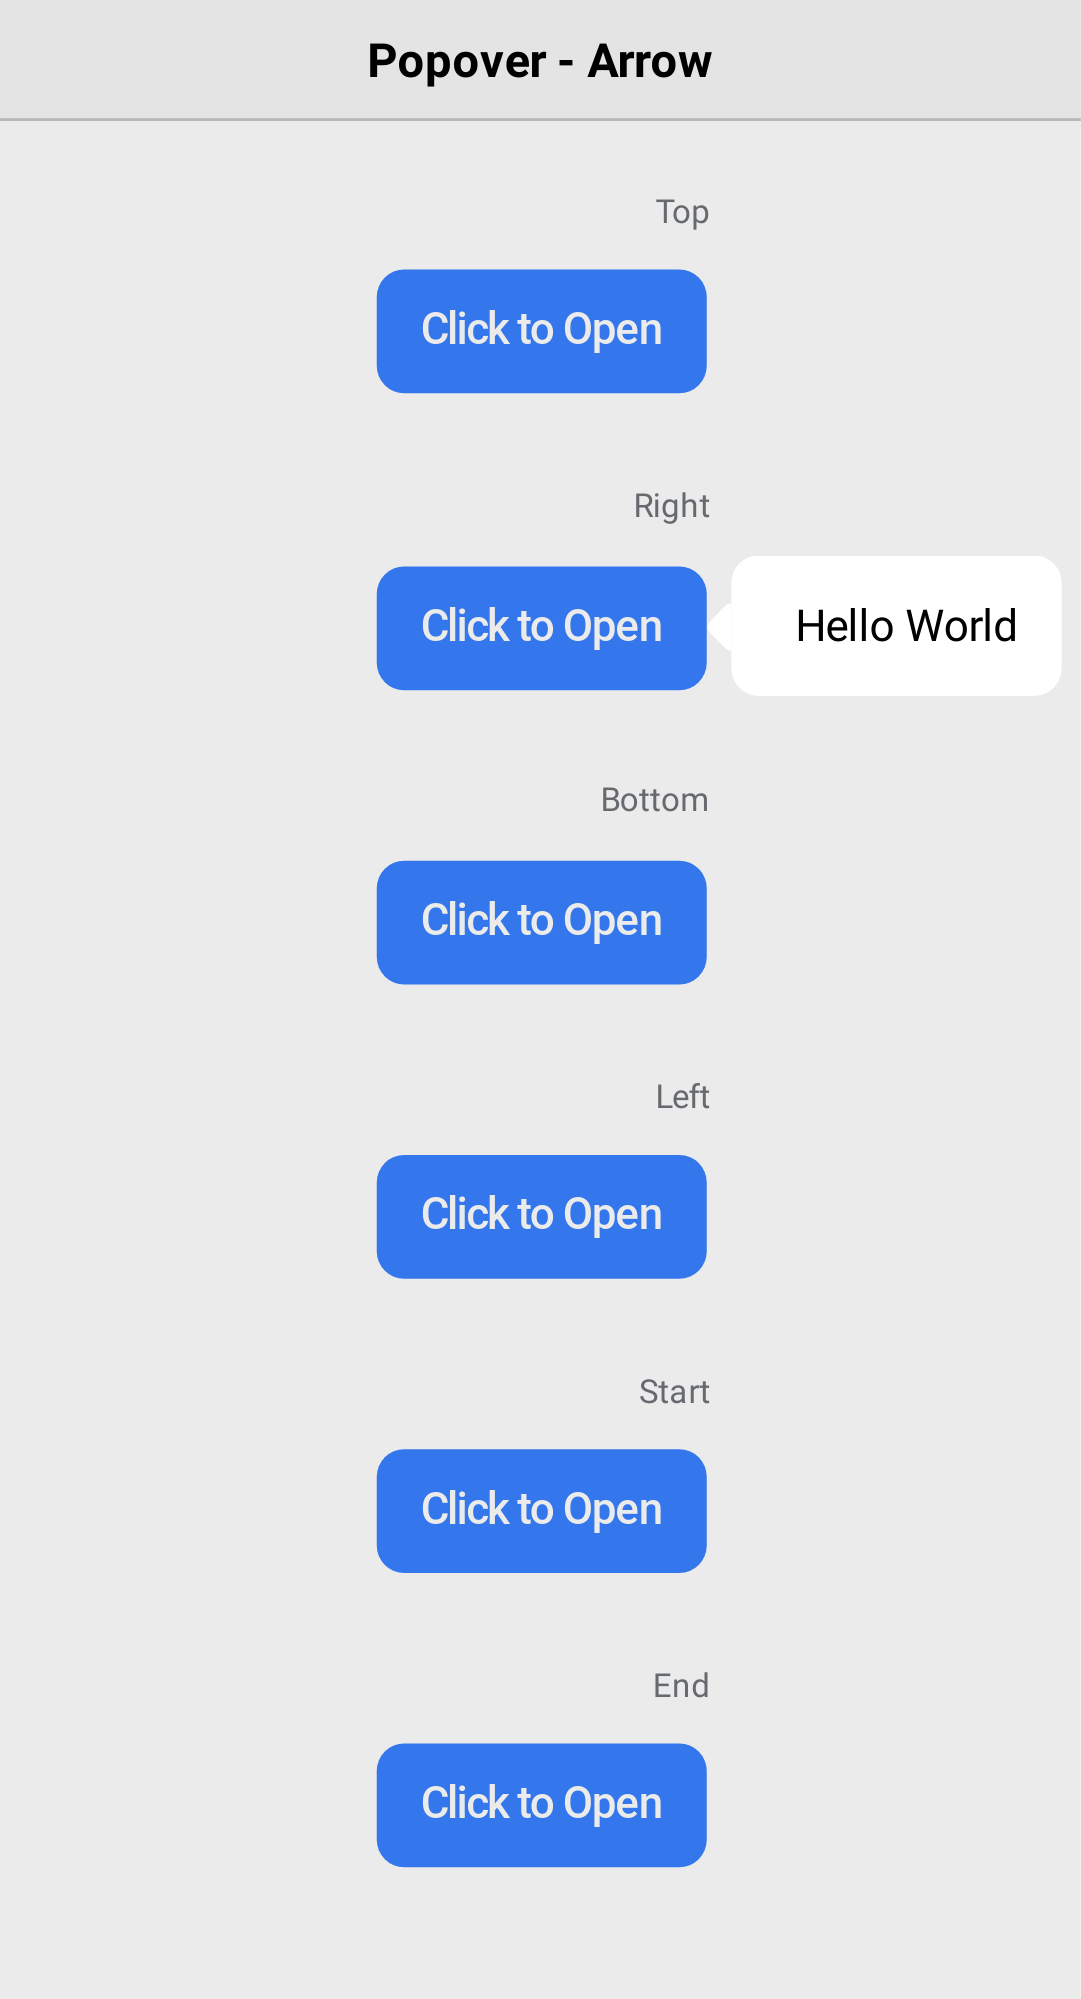 Popover - Arrow
Top
Click to Open
Right
Click to Open
Hello World
Bottom
Click to Open
Left
Click to Open
Start
Click to Open
End
Click to Open